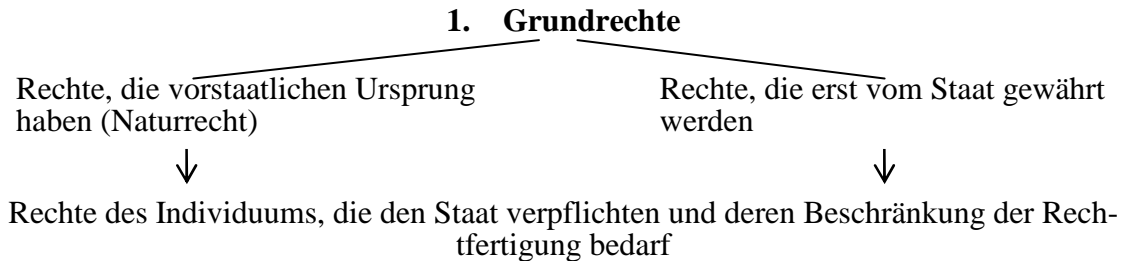 1. Grundrechte
Rechte, die vorstaatlichen Ursprung
haben (Naturrecht)
Rechte, die erst vom Staat gewährt
werden
Rechte des Individuums, die den Staat verpflichten und deren Beschränkung der Rech-
tfertigung bedarf